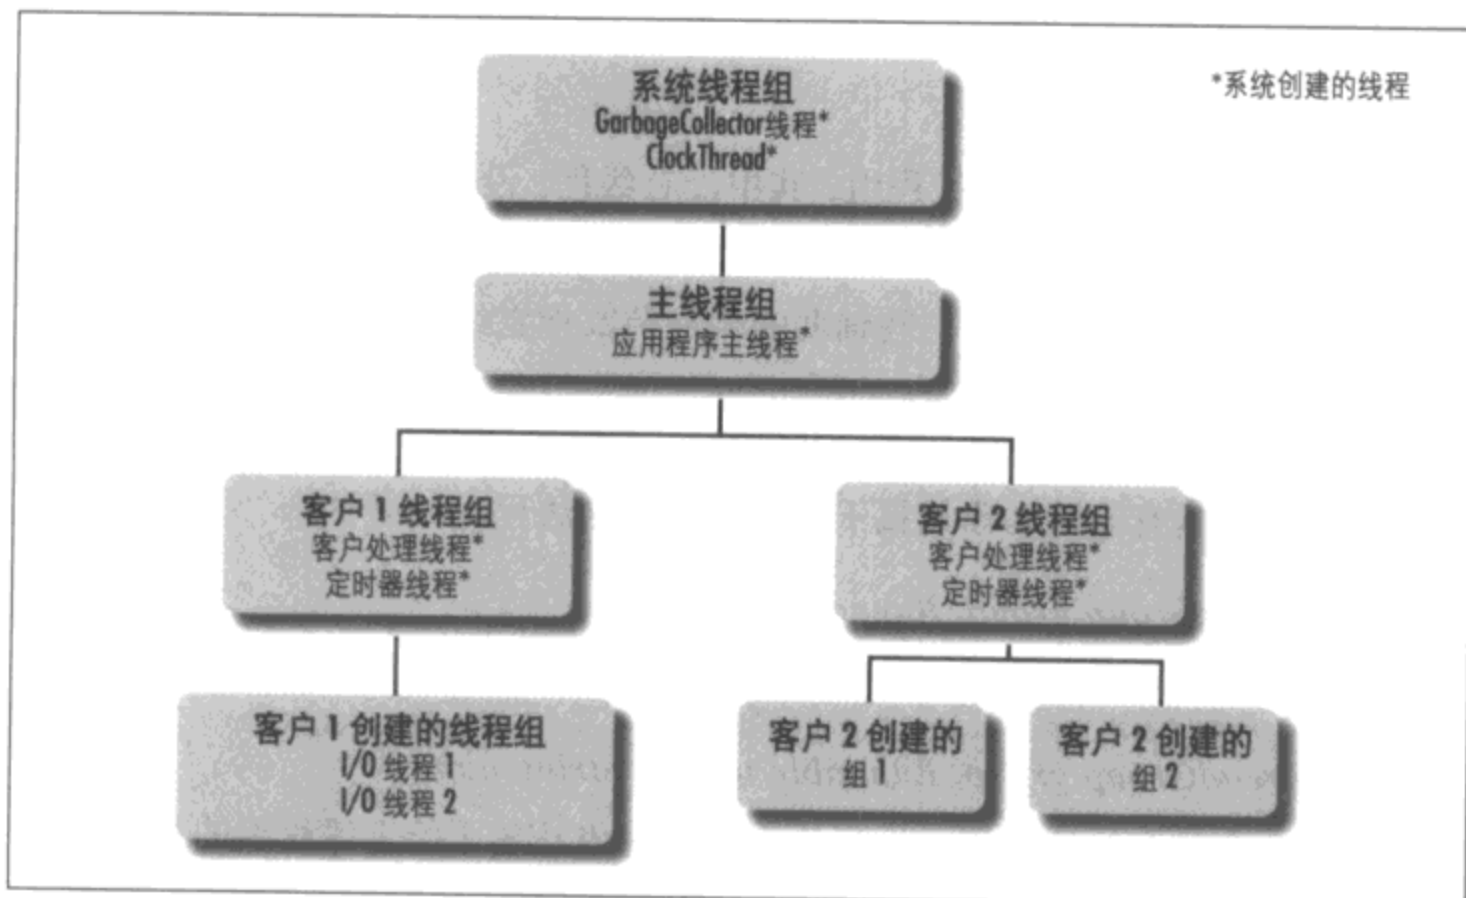 *系统创建的线程
系统线程组
GarbageCollector线程*
ClockThread*
主线程组
应用程序主线程*
客户 1 线程组
客户处理线程*
定时器线程*
客户 2 线程组
客户处理线程*
定时器线程*
客户 1 创建的线程组
I/O 线程 1
I/O 线程 2
客户 2 创建的
组 1
客户 2 创建的
组 2